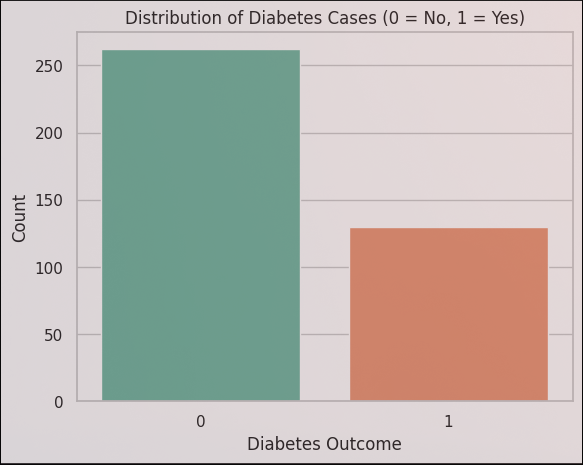 Distribution of Diabetes Cases (0 = No, 1 = Yes)
250
200
150
100
50
0
Count
0 1
Diabetes Outcome